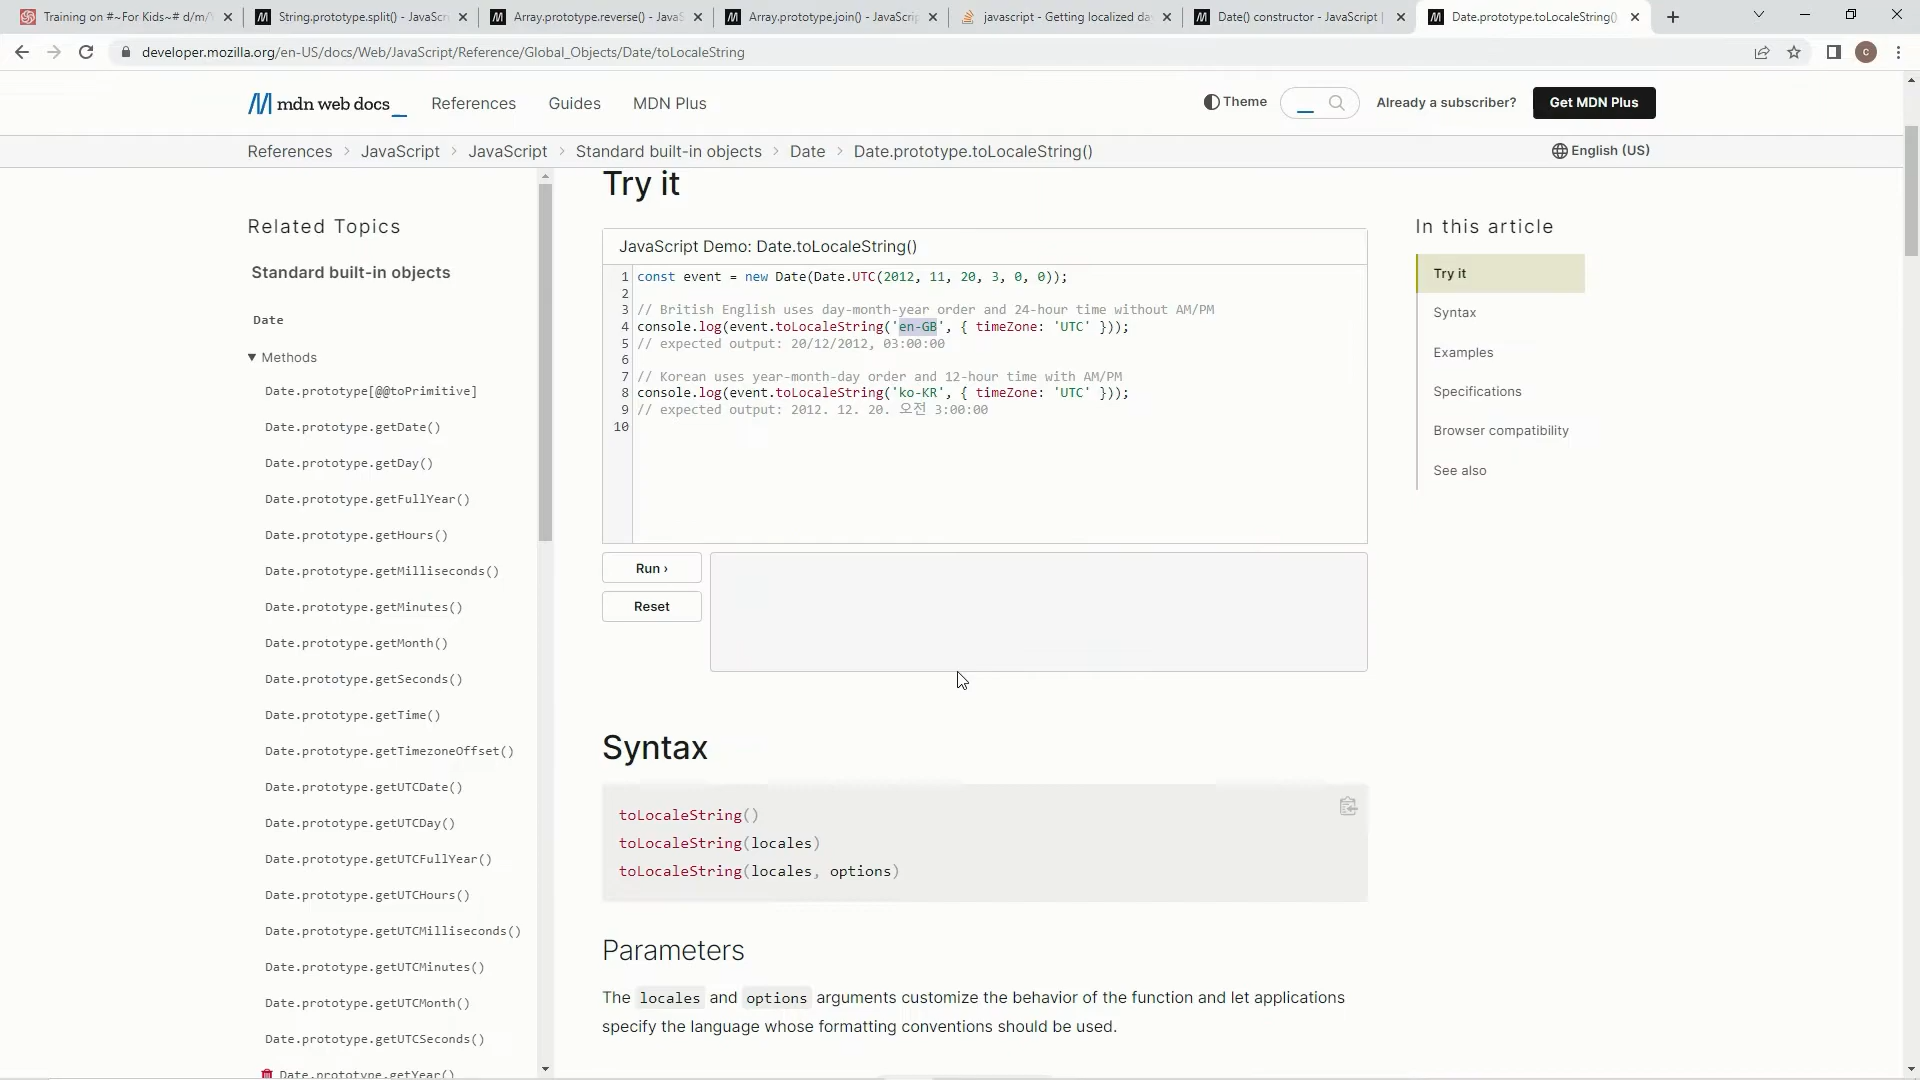 Training on #~For Kids~# d/m/Y
String.prototype.split() - JavaScr
Array.prototype.reverse() - JavaS
Array.prototype.join() - JavaScrip
javascript - Getting localized da
Date() constructor - JavaScript |
Date.prototype.toLocaleString()
developer.mozilla.org/en-US/docs/Web/JavaScript/Reference/Global_Objects/Date/toLocaleString
C
mdn web docs
References
Guides
MDN Plus
Theme
Already a subscriber?
Get MDN Plus
References > JavaScript > JavaScript > Standard built-in objects > Date > Date.prototype.toLocaleString()
English (US)
Related Topics
Standard built-in objects
Date
Methods
Date.prototype[@@toPrimitive]
Date.prototype.getDate()
Date.prototype.getDay()
Date.prototype.getFullYear()
Date.prototype.getHours()
Date.prototype.getMilliseconds()
Date.prototype.getMinutes()
Date.prototype.getMonth()
Date.prototype.getSeconds()
Date.prototype.getTime()
Date.prototype.getTimezoneOffset()
Date.prototype.getUTCDate()
Date.prototype.getUTCDay()
Date.prototype.getUTCFullYear()
Date.prototype.getUTCHours()
Date.prototype.getUTCMilliseconds()
Date.prototype.getUTCMinutes()
Date.prototype.getUTCMonth()
Date.prototype.getUTCSeconds()
Date.prototype.getYear()
Try it
JavaScript Demo: Date.toLocaleString()
1 const event = new Date(Date.UTC(2012, 11, 20, 3, 0, 0));
2
3 // British English uses day-month-year order and 24-hour time without AM/PM
4 console.log(event.toLocaleString('en-GB', { timeZone: 'UTC' }));
5 // expected output: 20/12/2012, 03:00:00
6
7 // Korean uses year-month-day order and 12-hour time with AM/PM
8 console.log(event.toLocaleString('ko-KR', { timeZone: 'UTC' }));
9 // expected output: 2012. 12. 20. 오전 3:00:00
10
Run ›
Reset
Syntax
toLocaleString()
toLocaleString(locales)
toLocaleString(locales, options)
Parameters
The locales and options arguments customize the behavior of the function and let applications
specify the language whose formatting conventions should be used.
In this article
Try it
Syntax
Examples
Specifications
Browser compatibility
See also